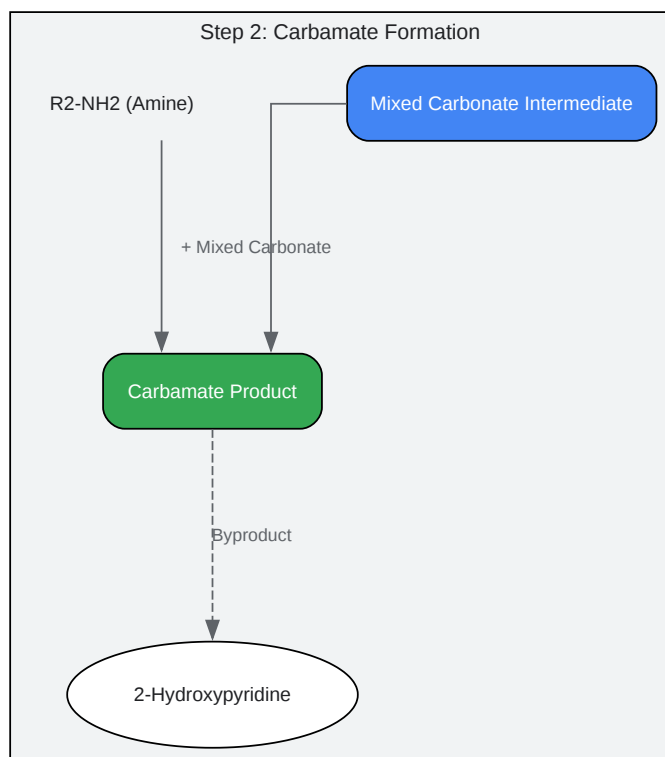 Step 2: Carbamate Formation
R2-NH2 (Amine)
Mixed Carbonate Intermediate
+ Mixed Carbonate
Carbamate Product
Byproduct
2-Hydroxypyridine